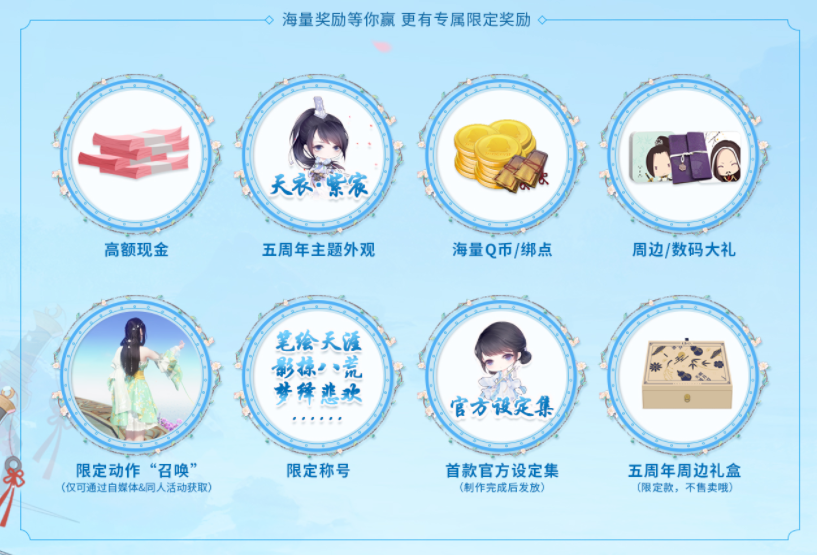 海量奖励等你赢 更有专属限定奖励
天衣·紫宸
高额现金
五周年主题外观
海量Q币/绑点
周边/数码大礼
笔绘天涯
影掠八荒
梦绎悲欢
......
官方设定集
限定动作“召唤”
(仅可通过自媒体&同人活动获取)
限定称号
首款官方设定集
(制作完成后发放)
五周年周边礼盒
(限定款，不售卖哦)